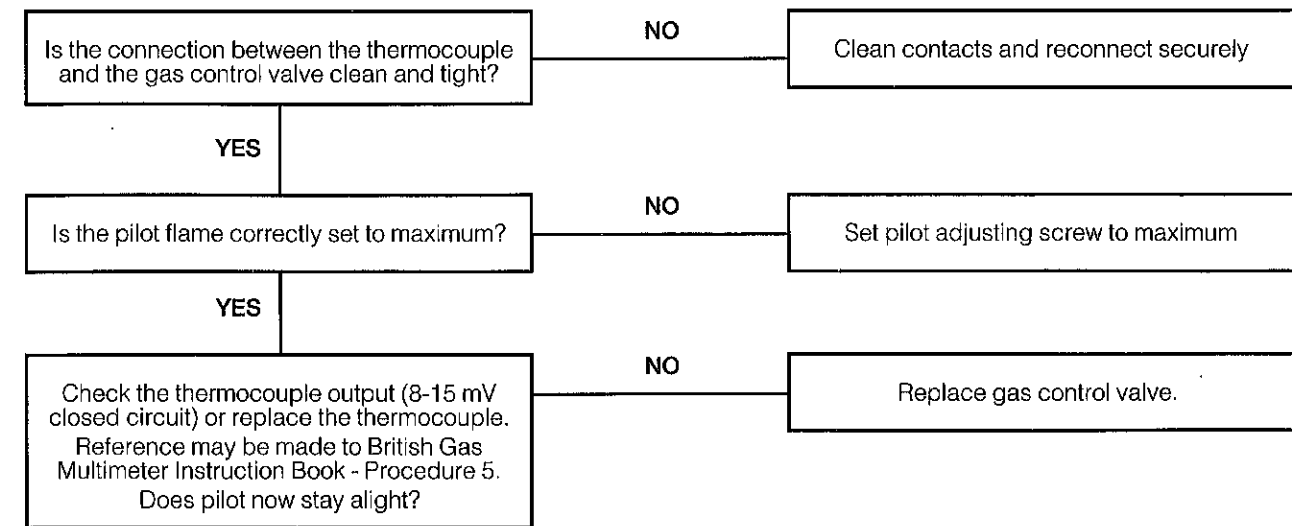 Is the connection between the thermocouple
and the gas control valve clean and tight?
NO
Clean contacts and reconnect securely
YES
Is the pilot flame correctly set to maximum?
NO
Set pilot adjusting screw to maximum
YES
Check the thermocouple output (8-15 mV
closed circuit) or replace the thermocouple.
Reference may be made to British Gas
Multimeter Instruction Book - Procedure 5.
Does pilot now stay alight?
NO
Replace gas control valve.